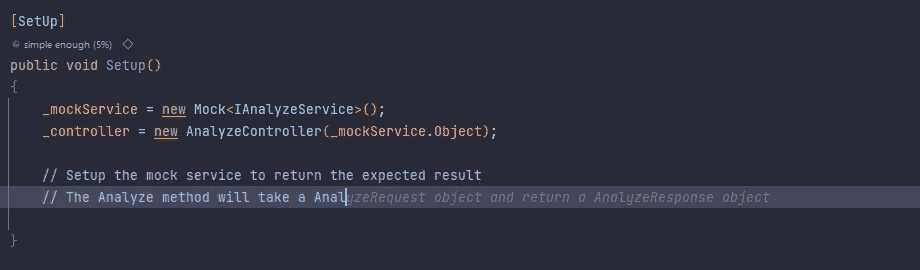 [SetUp]
simple enough (5%)
public void Setup()
{
_mockService = new Mock<IAnalyzeService>();
_controller = new AnalyzeController(_mockService.Object);
// Setup the mock service to return the expected result
// The Analyze method will take a AnalyzeRequest object and return a AnalyzeResponse object
}